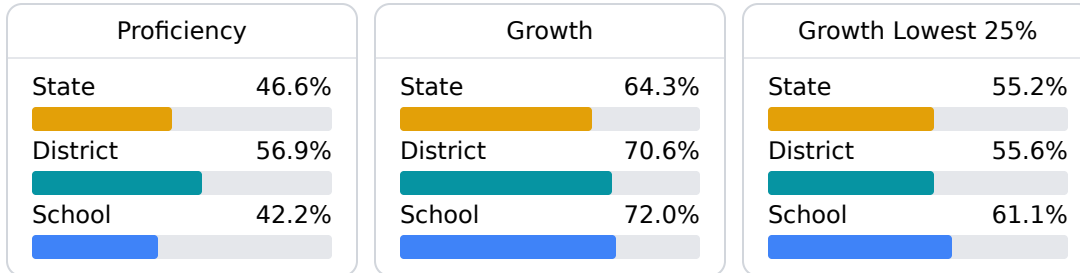 Proficiency
State 46.6%
District 56.9%
School 42.2%
Growth
State 64.3%
District 70.6%
School 72.0%
Growth Lowest 25%
State 55.2%
District 55.6%
School 61.1%